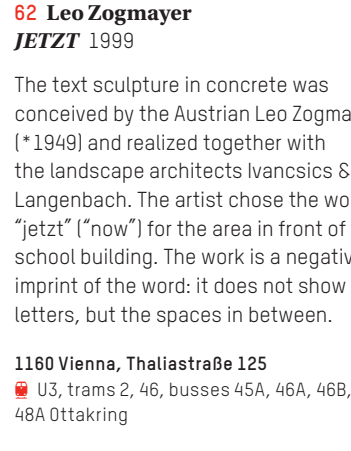 62 Leo Zogmayer
JETZT 1999
The text sculpture in concrete was
conceived by the Austrian Leo Zogma
(*1949) and realized together with
the landscape architects Ivancsics &
Langenbach. The artist chose the wo
“jetzt” (“now”) for the area in front of
school building. The work is a negativ
imprint of the word: it does not show
letters, but the spaces in between.
1160 Vienna, Thaliastraße 125
U3, trams 2, 46, busses 45A, 46A, 46B,
48A Ottakring